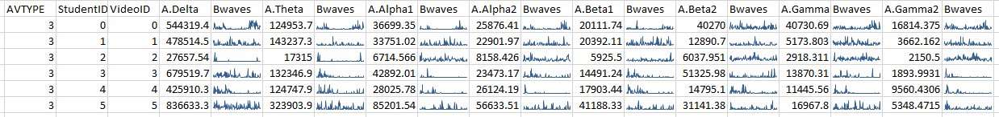 AVTYPE StudentID VideoID A.Delta Bwaves A.Theta Bwaves A.Alpha1 Bwaves A.Alpha2 Bwaves A.Beta1 Bwaves A.Beta2 Bwaves A.Gamma Bwaves A.Gamma2 Bwaves
3 0 0 544319.4 124953.7 36699.35 25876.41 20111.74 40270 40730.69 16814.375
3 1 1 478514.5 143237.3 33751.02 22901.97 20392.11 12890.7 5173.803 3662.162
3 2 2 27657.54 17315 6714.566 8158.426 5925.5 6037.951 2918.311 2150.5
3 3 3 679519.7 132346.9 42892.01 23473.17 14491.24 51325.98 13870.31 1893.9931
3 4 4 425910.3 124747.9 28025.78 26124.19 17903.44 14795.1 11445.56 9560.4306
3 5 5 836633.3 323903.9 85201.54 56633.51 41188.33 31141.38 16967.8 5348.4715